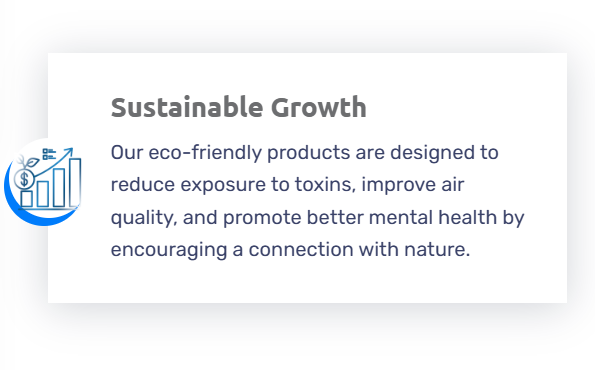 Sustainable Growth
Our eco-friendly products are designed to
reduce exposure to toxins, improve air
quality, and promote better mental health by
encouraging a connection with nature.
$